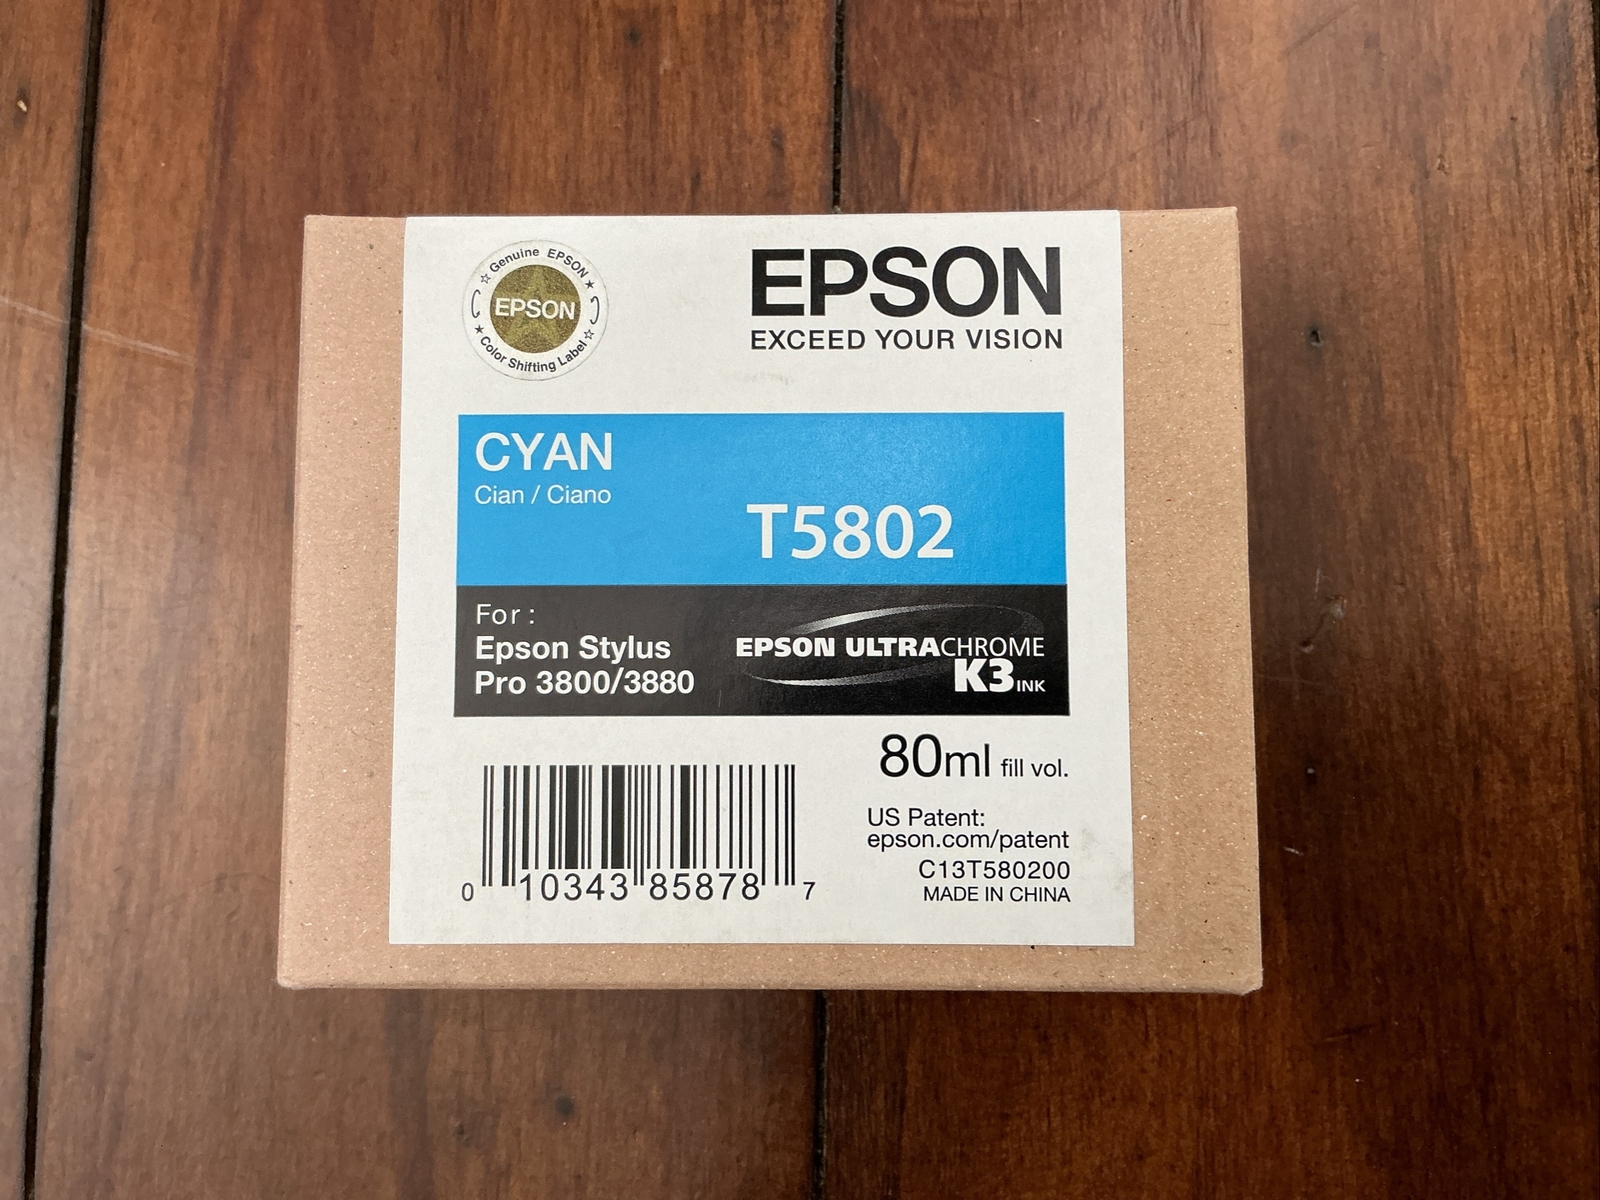 Genuine EPSON
EPSON
Color Shifting Label
EPSON
EXCEED YOUR VISION
CYAN
Cian / Ciano
T5802
For :
Epson Stylus
Pro 3800/3880
EPSON ULTRACHROME
K3 INK
80ml fill vol.
US Patent:
epson.com/patent
C13T580200
MADE IN CHINA
0 10343 85878 7